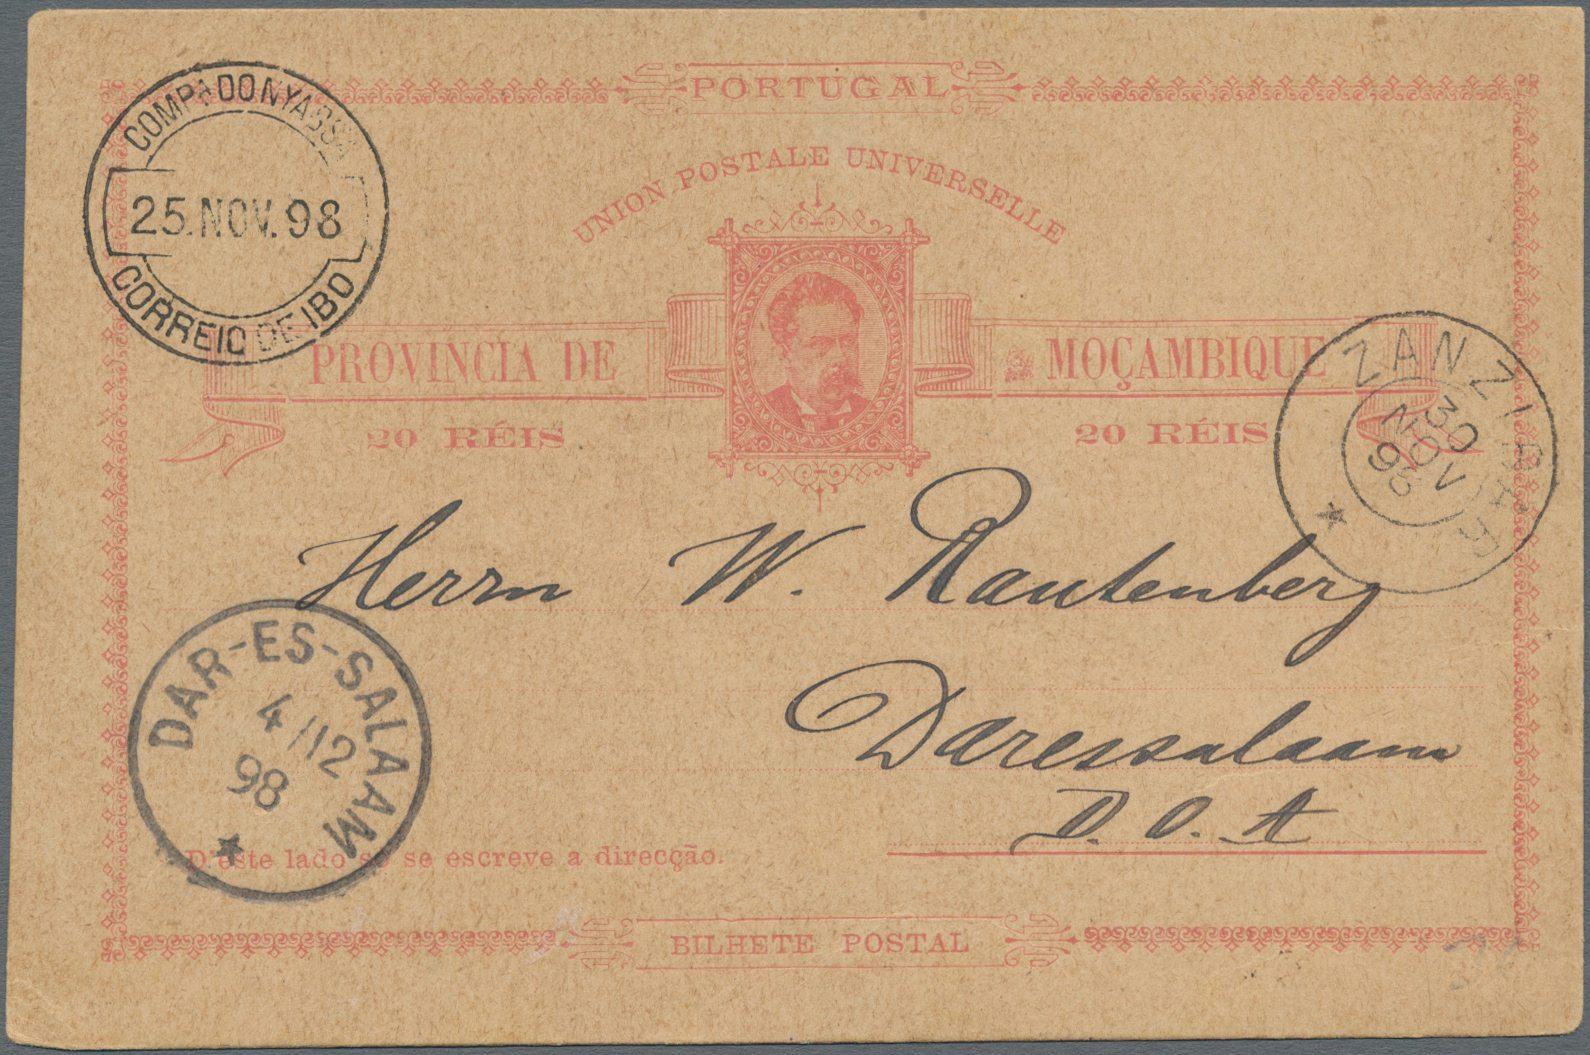 PORTUGAL
UNION POSTALE UNIVERSELLE
COMPA DO NYASSA
25.NOV.98
CORREIO DE IBO
PROVINCIA DE MOÇAMBIQUE
20 RÉIS 20 RÉIS
ZANZIBAR
30
NOV
98
Herrn W. Rautenberg
Daressalaam
D. O. A
DAR-ES-SALAAM
4/12
98
D'este lado só se escreve a direcção.
BILHETE POSTAL